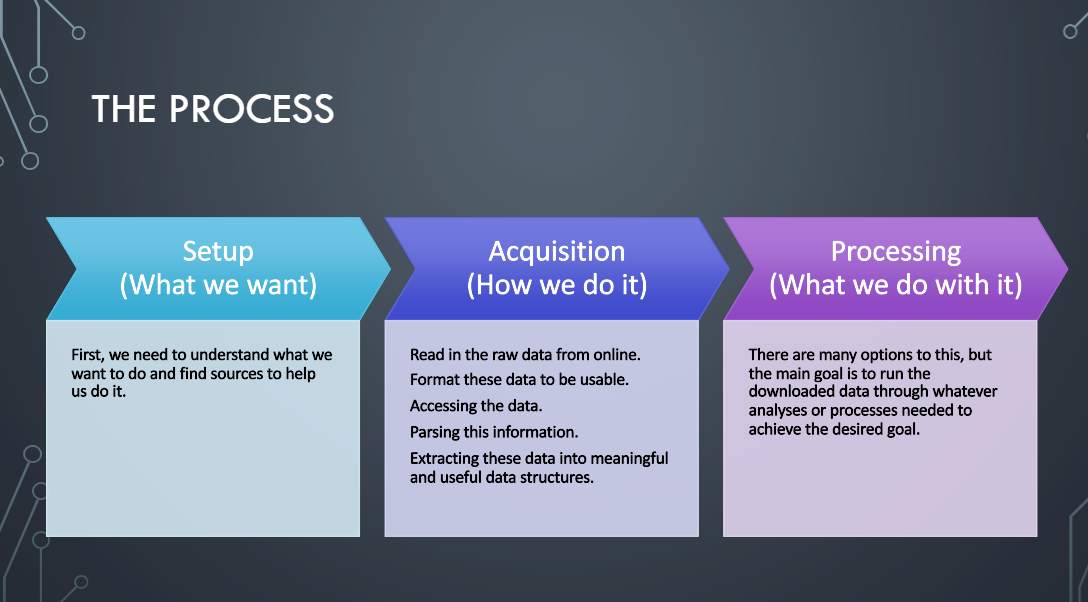 THE PROCESS
Setup
(What we want)
First, we need to understand what we
want to do and find sources to help
us do it.
Acquisition
(How we do it)
Read in the raw data from online.
Format these data to be usable.
Accessing the data.
Parsing this information.
Extracting these data into meaningful
and useful data structures.
Processing
(What we do with it)
There are many options to this, but
the main goal is to run the
downloaded data through whatever
analyses or processes needed to
achieve the desired goal.